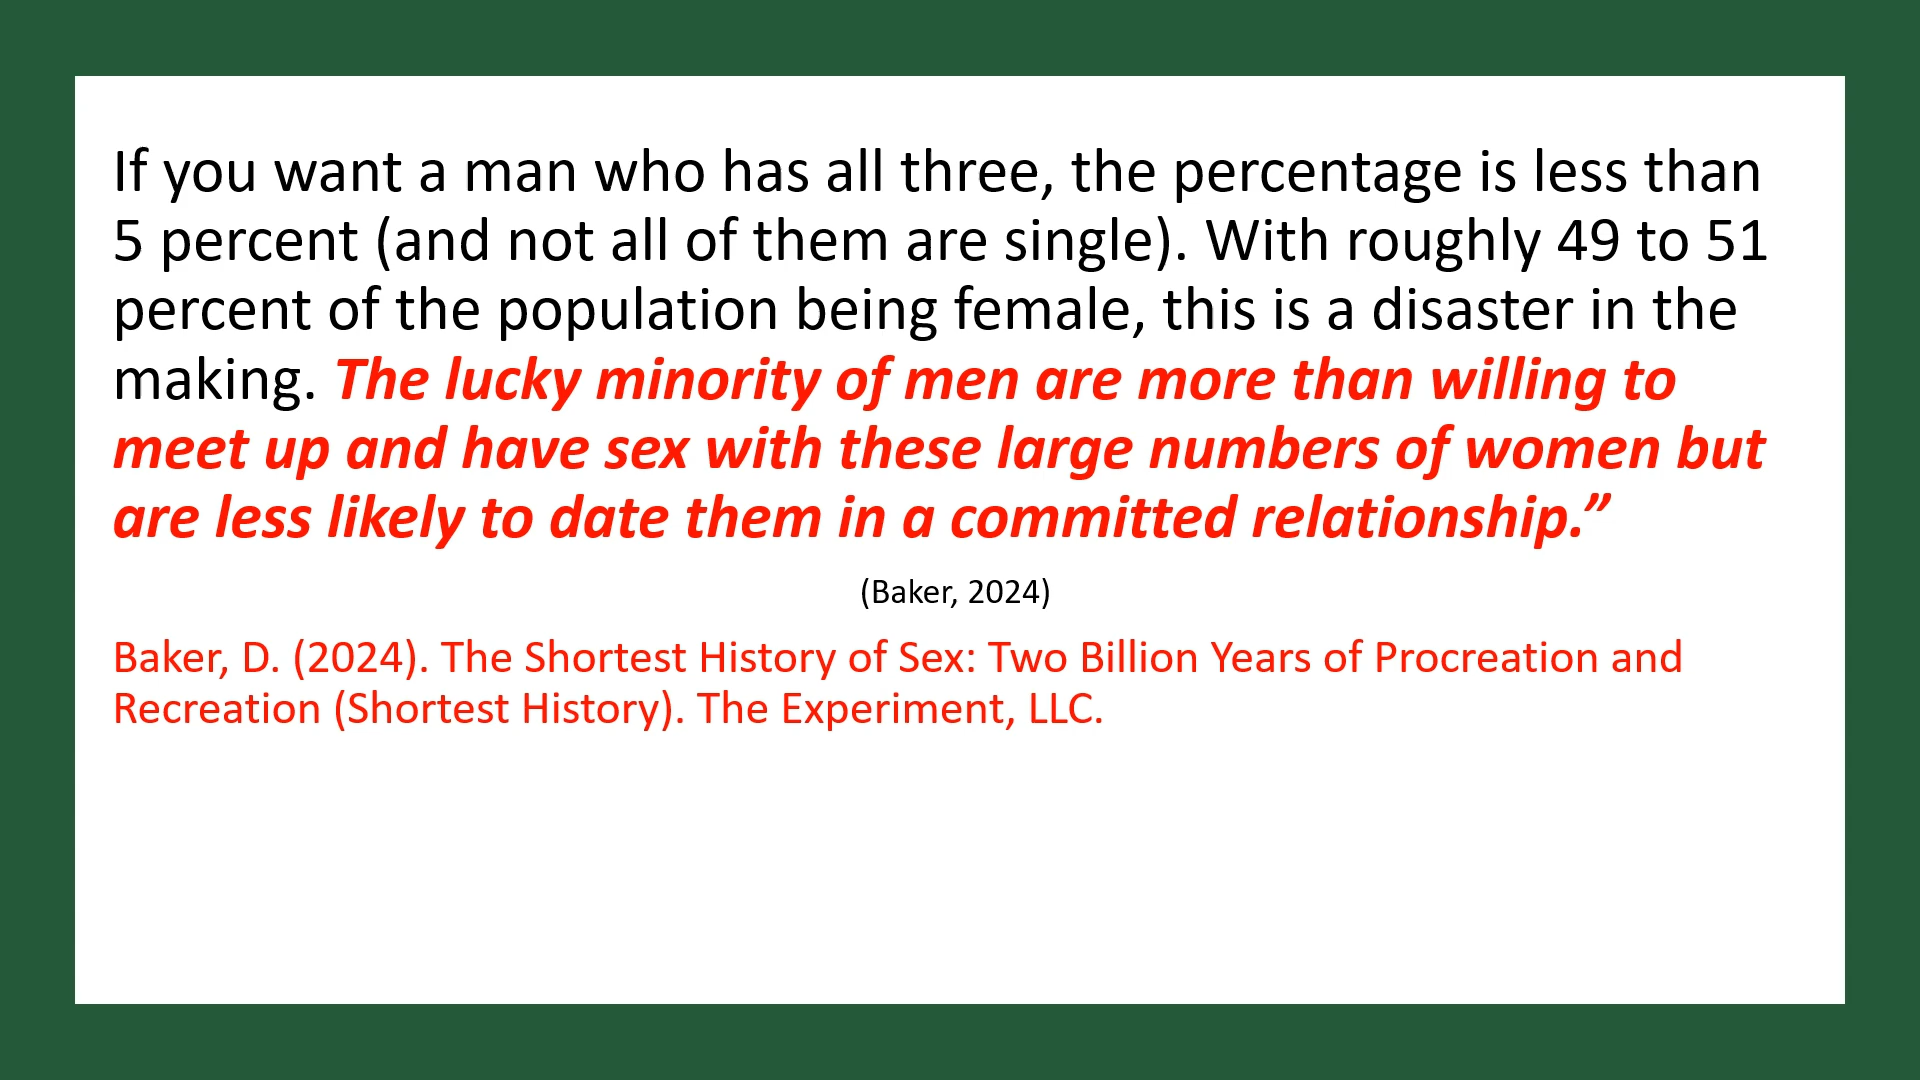 If you want a man who has all three, the percentage is less than
5 percent (and not all of them are single). With roughly 49 to 51
percent of the population being female, this is a disaster in the
making. The lucky minority of men are more than willing to
meet up and have sex with these large numbers of women but
are less likely to date them in a committed relationship.”
(Baker, 2024)
Baker, D. (2024). The Shortest History of Sex: Two Billion Years of Procreation and
Recreation (Shortest History). The Experiment, LLC.